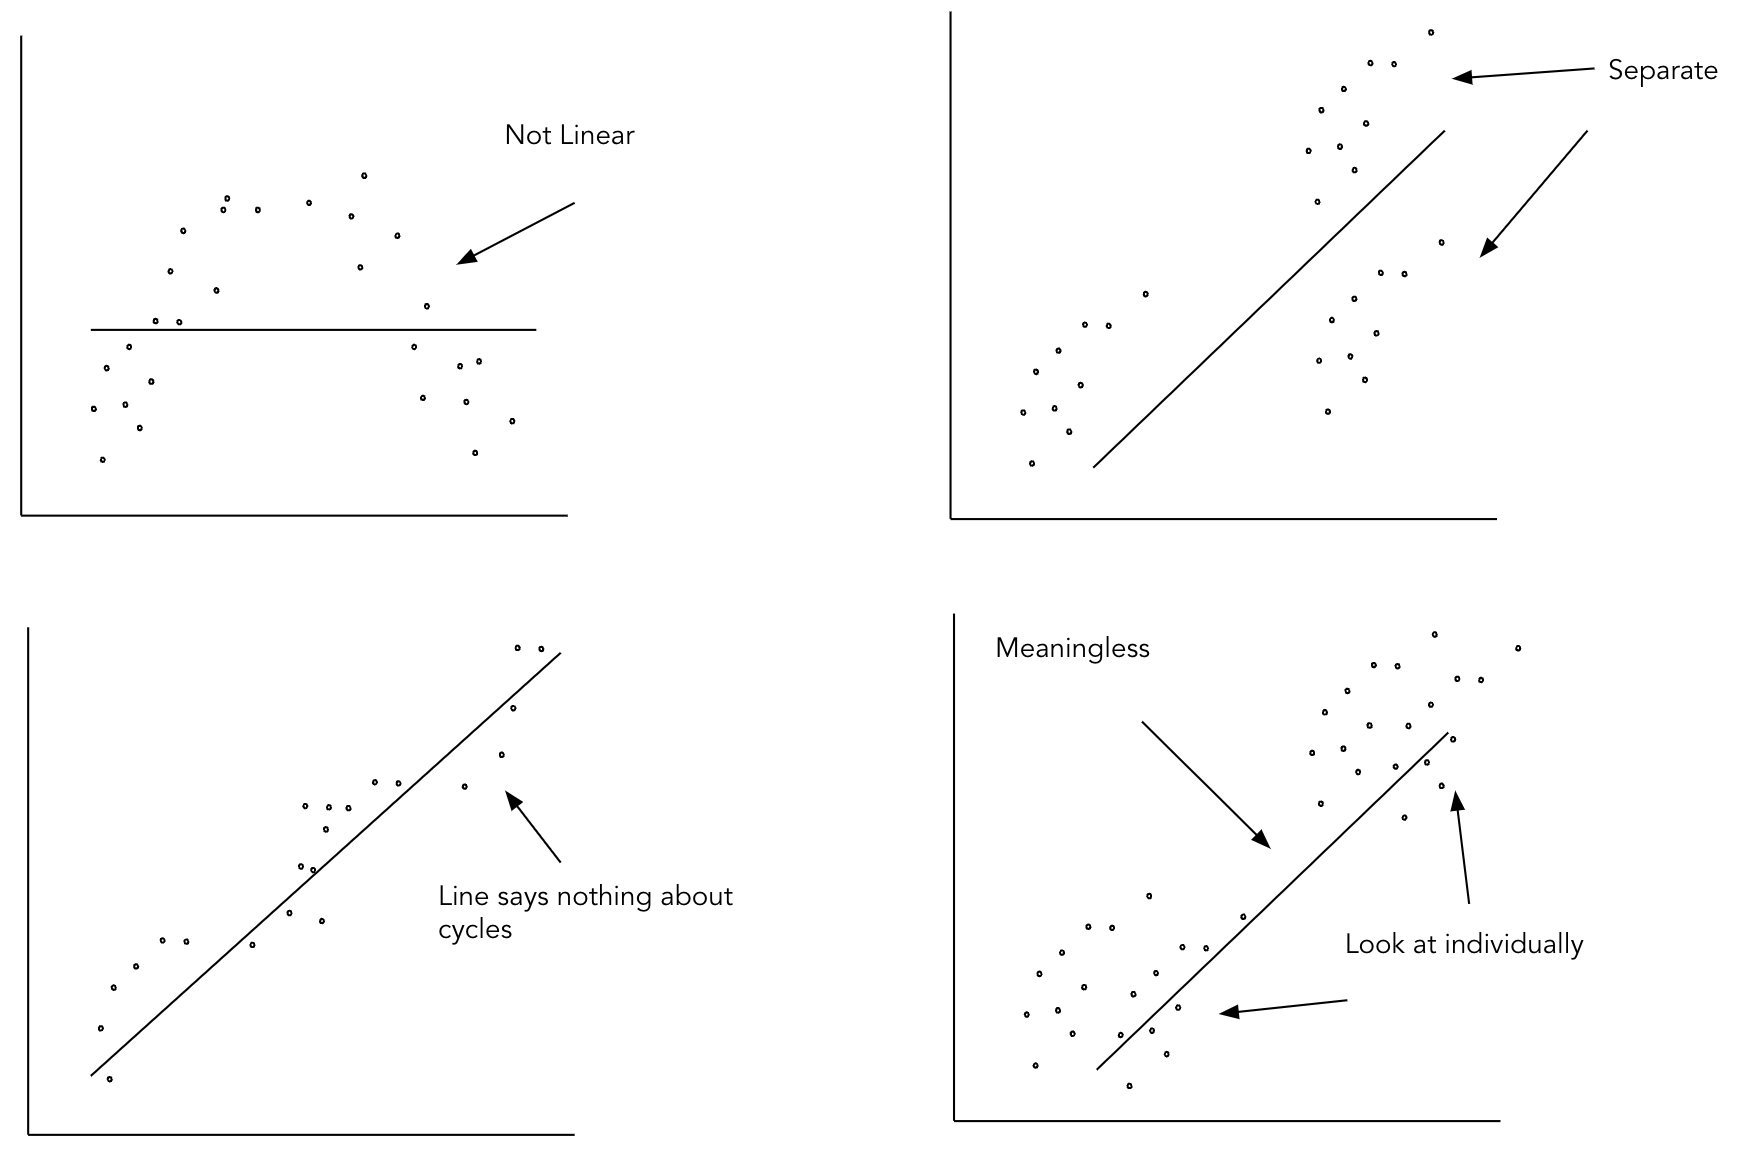 Not Linear
Separate
Line says nothing about
cycles
Meaningless
Look at individually